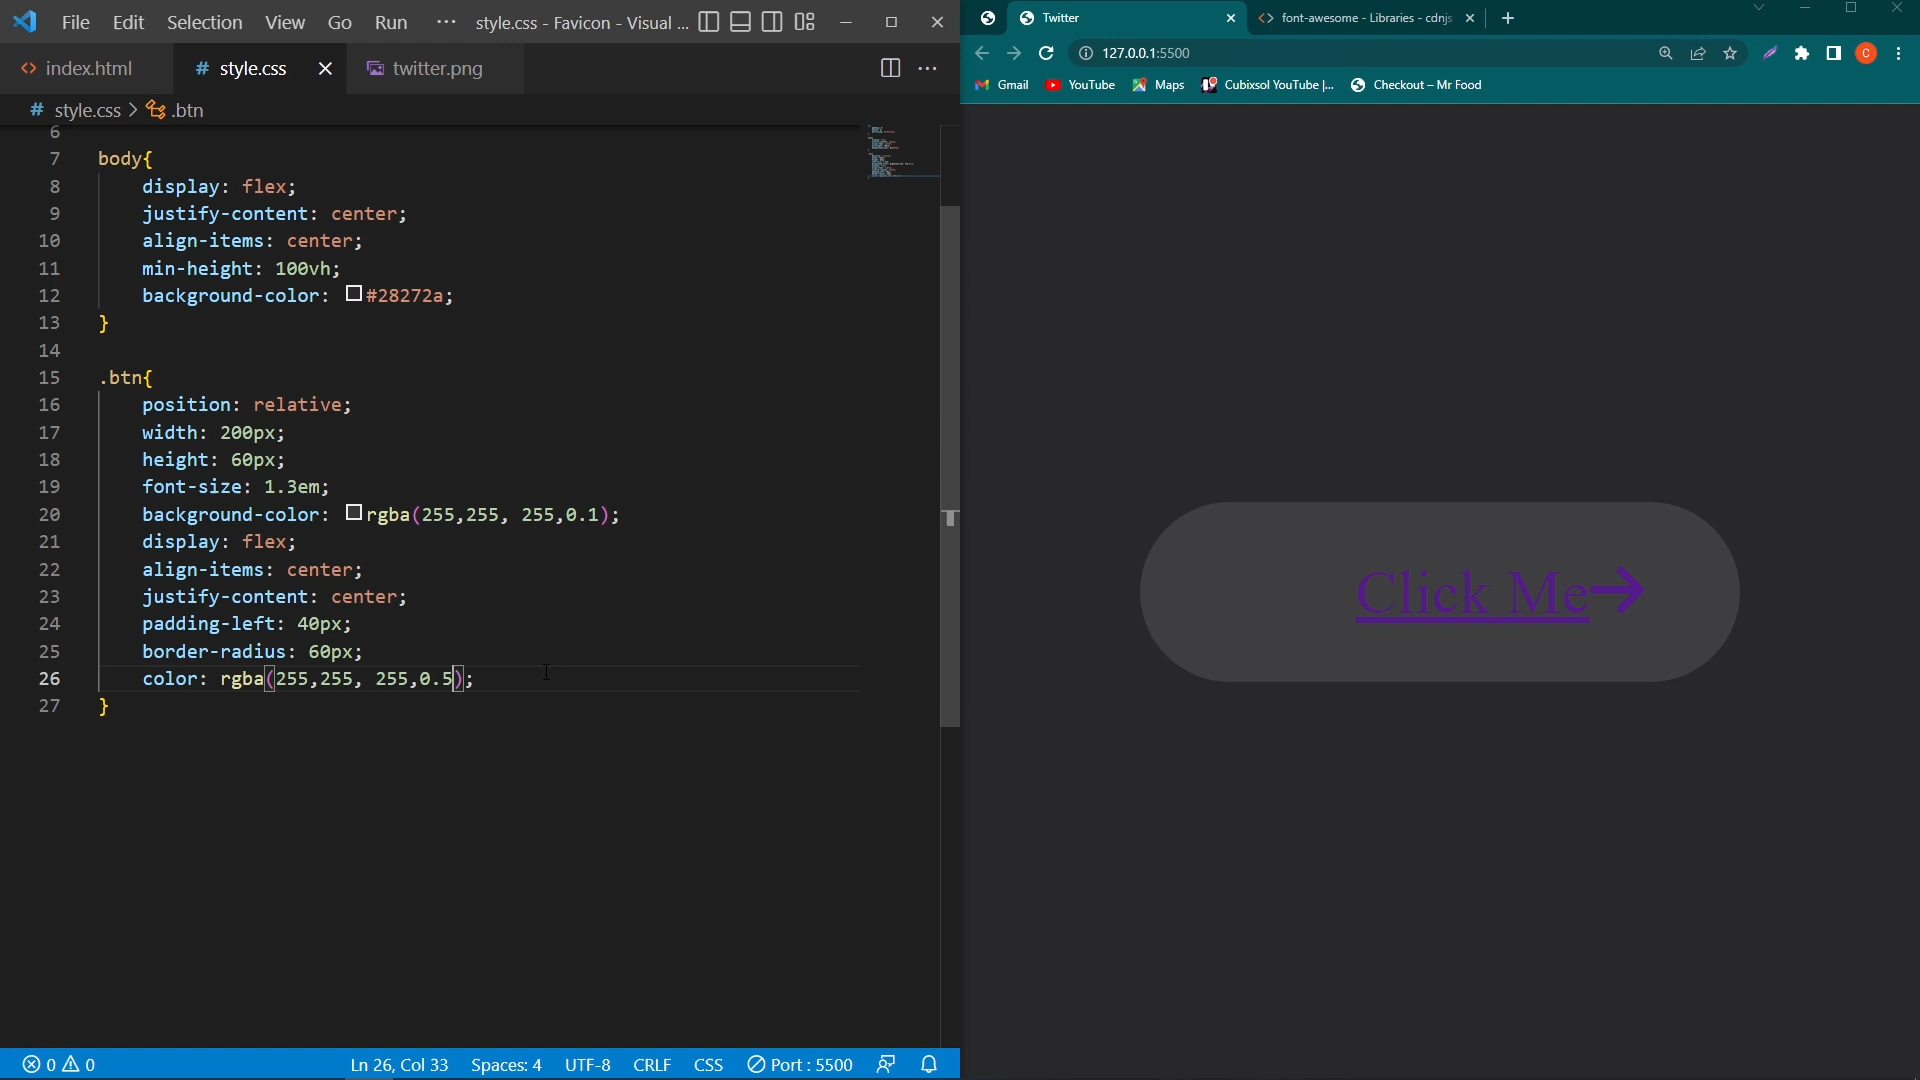 File Edit Selection View Go Run ··· style.css - Favicon - Visual ...
index.html style.css twitter.png
style.css > .btn
6
7 body{
8 display: flex;
9 justify-content: center;
10 align-items: center;
11 min-height: 100vh;
12 background-color: #28272a;
13 }
14
15 .btn{
16 position: relative;
17 width: 200px;
18 height: 60px;
19 font-size: 1.3em;
20 background-color: rgba(255,255, 255,0.1);
21 display: flex;
22 align-items: center;
23 justify-content: center;
24 padding-left: 40px;
25 border-radius: 60px;
26 color: rgba(255,255, 255,0.5);
27 }
0 0 Ln 26, Col 33 Spaces: 4 UTF-8 CRLF CSS Port : 5500
Twitter font-awesome - Libraries - cdnjs
127.0.0.1:5500 C
Gmail YouTube Maps Cubixsol YouTube |... Checkout – Mr Food
Click Me